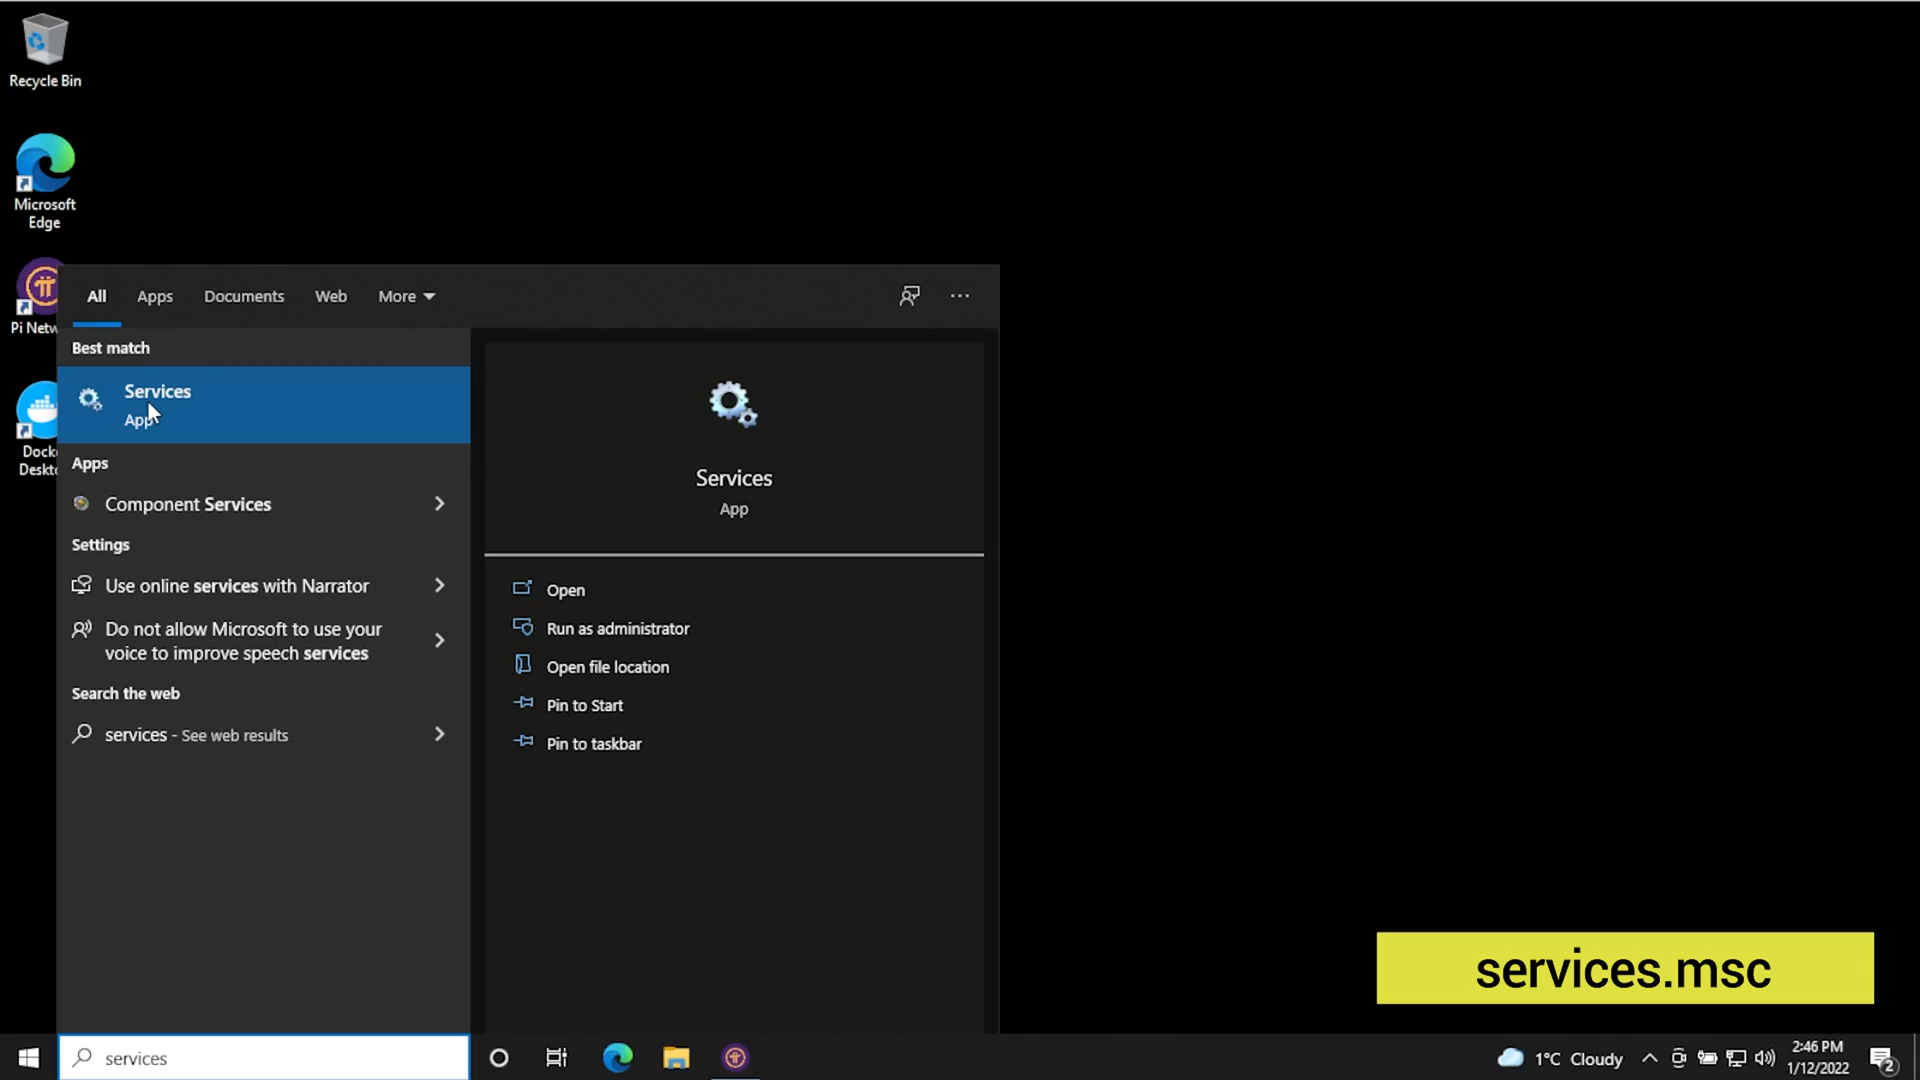 Recycle Bin
Microsoft
Edge
Pi Netw
Docke
Deskto
All
Apps
Documents
Web
More
Best match
Services
App
Apps
Component Services
Settings
Use online services with Narrator
Do not allow Microsoft to use your
voice to improve speech services
Search the web
services - See web results
Services
App
Open
Run as administrator
Open file location
Pin to Start
Pin to taskbar
services.msc
services
1°C Cloudy
2:46 PM
1/12/2022
2